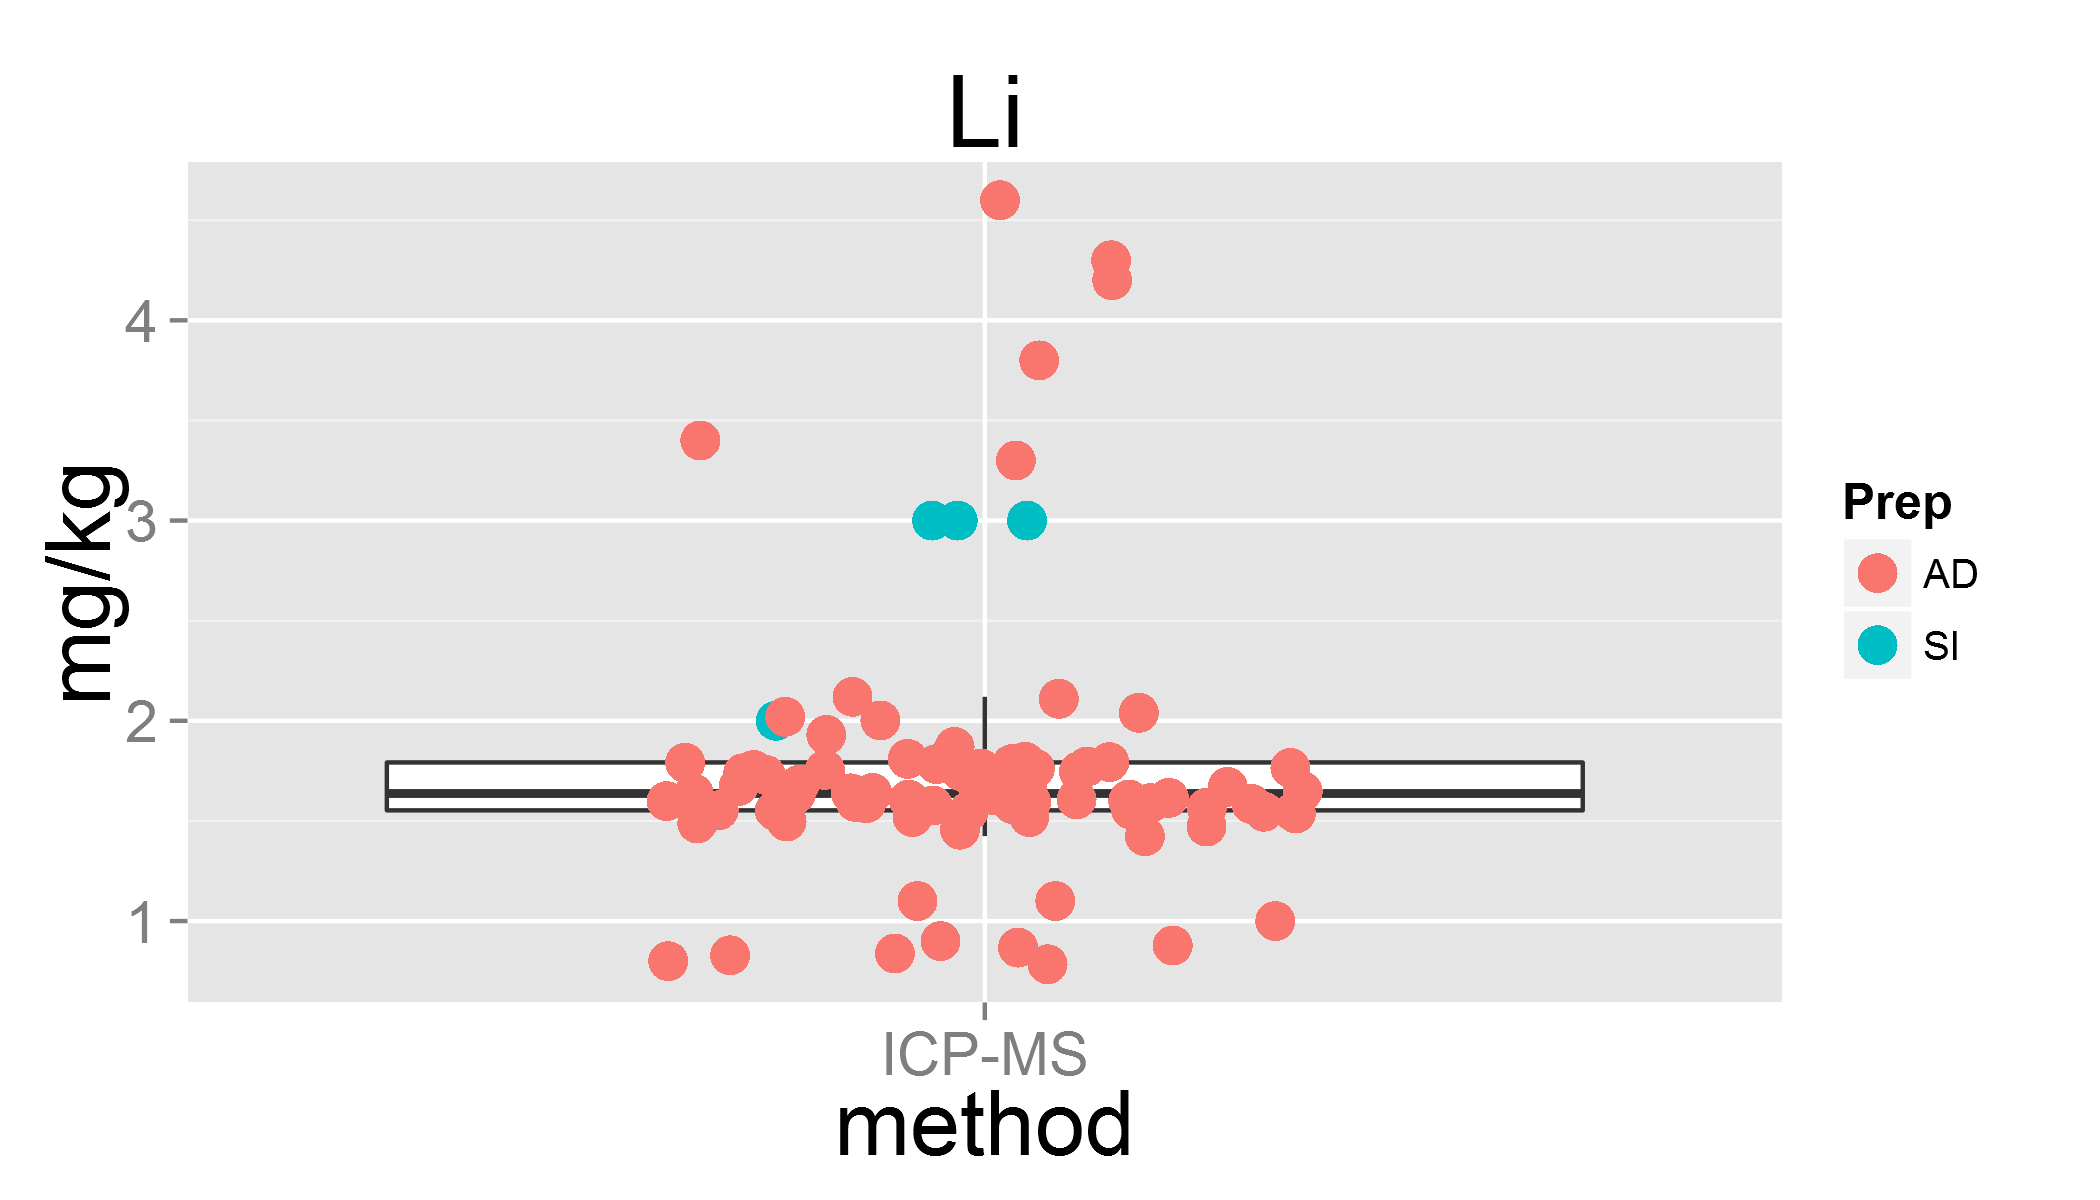 Li
mg/kg
4
3
2
1
ICP-MS
method
Prep
AD
SI